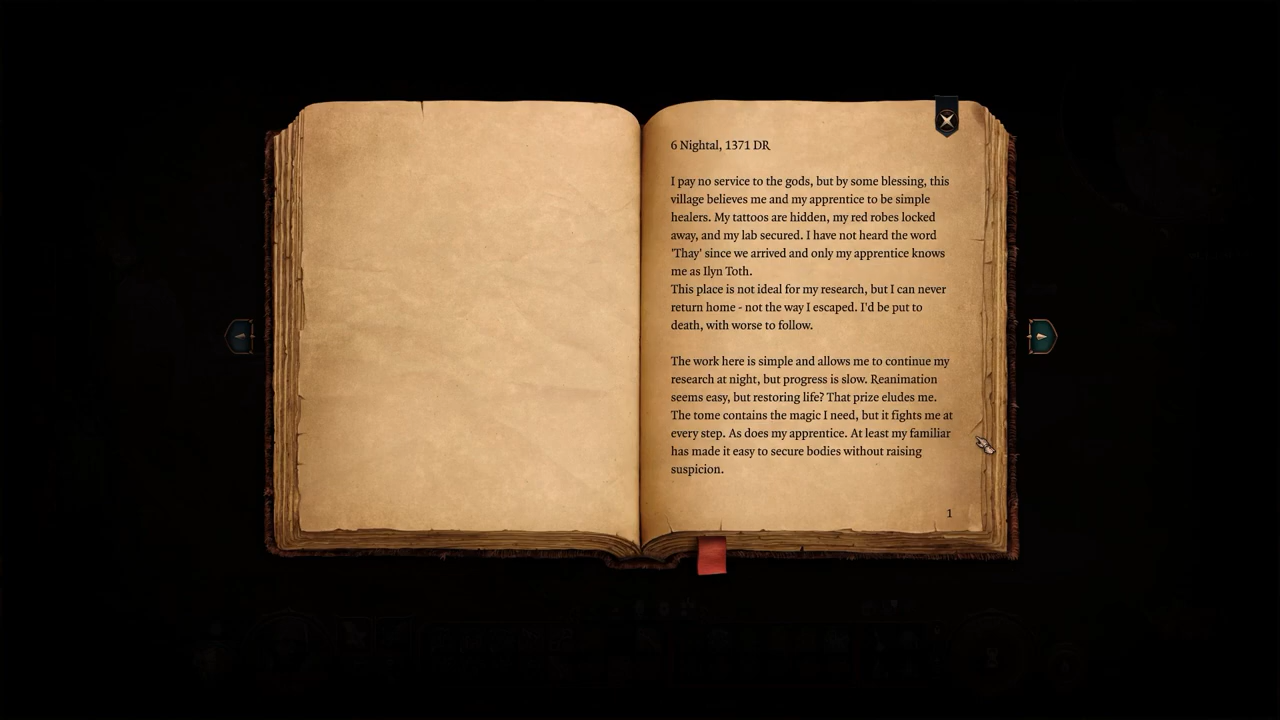 6 Nightal, 1371 DR
I pay no service to the gods, but by some blessing, this
village believes me and my apprentice to be simple
healers. My tattoos are hidden, my red robes locked
away, and my lab secured. I have not heard the word
'Thay' since we arrived and only my apprentice knows
me as Ilyn Toth.
This place is not ideal for my research, but I can never
return home - not the way I escaped. I'd be put to
death, with worse to follow.
The work here is simple and allows me to continue my
research at night, but progress is slow. Reanimation
seems easy, but restoring life? That prize eludes me.
The tome contains the magic I need, but it fights me at
every step. As does my apprentice. At least my familiar
has made it easy to secure bodies without raising
suspicion.
1